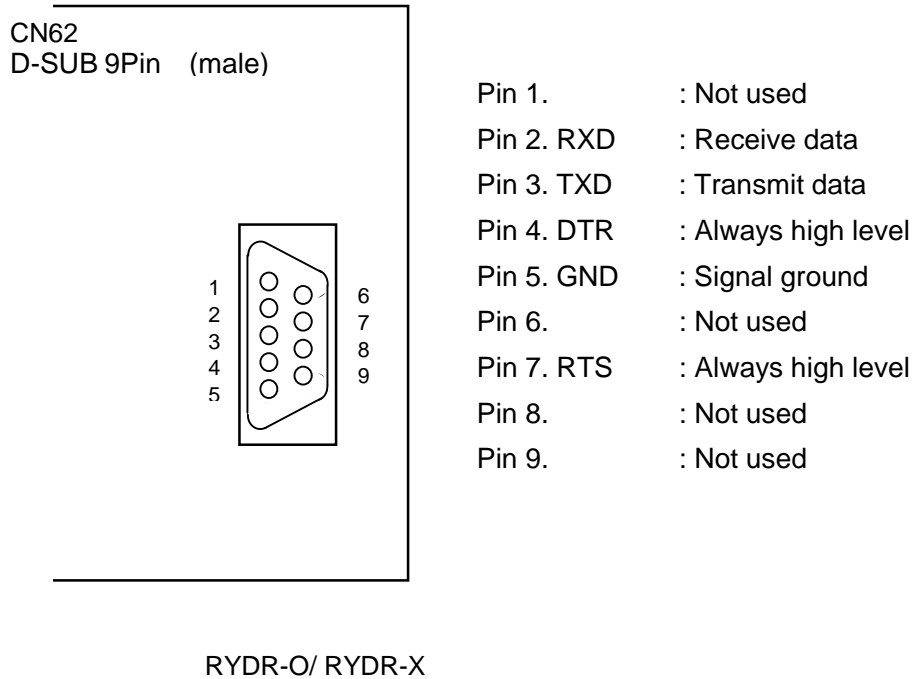 CN62
D-SUB 9Pin (male)
Pin 1. : Not used
Pin 2. RXD : Receive data
Pin 3. TXD : Transmit data
Pin 4. DTR : Always high level
Pin 5. GND : Signal ground
Pin 6. : Not used
Pin 7. RTS : Always high level
Pin 8. : Not used
Pin 9. : Not used
1
2
3
4
5
6
7
8
9
RYDR-O/ RYDR-X